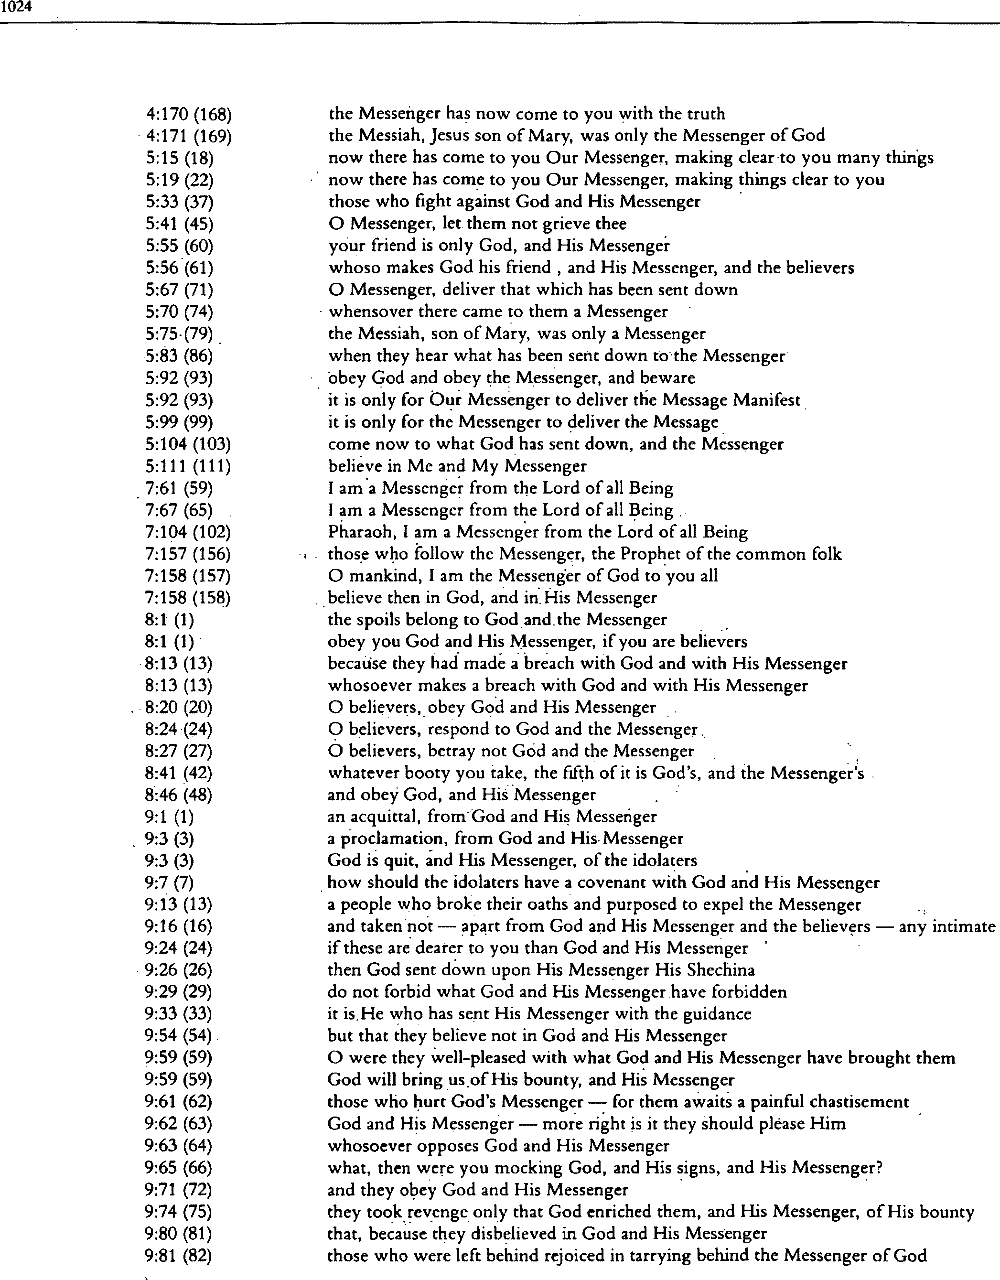 1024
4:170 (168) the Messenger has now come to you with the truth
4:171 (169) the Messiah, Jesus son of Mary, was only the Messenger of God
5:15 (18) now there has come to you Our Messenger, making clear to you many things
5:19 (22) now there has come to you Our Messenger, making things clear to you
5:33 (37) those who fight against God and His Messenger
5:41 (45) O Messenger, let them not grieve thee
5:55 (60) your friend is only God, and His Messenger
5:56 (61) whoso makes God his friend , and His Messenger, and the believers
5:67 (71) O Messenger, deliver that which has been sent down
5:70 (74) whensover there came to them a Messenger
5:75 (79) the Messiah, son of Mary, was only a Messenger
5:83 (86) when they hear what has been sent down to the Messenger
5:92 (93) obey God and obey the Messenger, and beware
5:92 (93) it is only for Our Messenger to deliver the Message Manifest
5:99 (99) it is only for the Messenger to deliver the Message
5:104 (103) come now to what God has sent down, and the Messenger
5:111 (111) believe in Me and My Messenger
7:61 (59) I am a Messenger from the Lord of all Being
7:67 (65) I am a Messenger from the Lord of all Being
7:104 (102) Pharaoh, I am a Messenger from the Lord of all Being
7:157 (156) those who follow the Messenger, the Prophet of the common folk
7:158 (157) O mankind, I am the Messenger of God to you all
7:158 (158) believe then in God, and in His Messenger
8:1 (1) the spoils belong to God and the Messenger
8:1 (1) obey you God and His Messenger, if you are believers
8:13 (13) because they had made a breach with God and with His Messenger
8:13 (13) whosoever makes a breach with God and with His Messenger
8:20 (20) O believers, obey God and His Messenger
8:24 (24) O believers, respond to God and the Messenger
8:27 (27) O believers, betray not God and the Messenger
8:41 (42) whatever booty you take, the fifth of it is God's, and the Messenger's
8:46 (48) and obey God, and His Messenger
9:1 (1) an acquittal, from God and His Messenger
9:3 (3) a proclamation, from God and His Messenger
9:3 (3) God is quit, and His Messenger, of the idolaters
9:7 (7) how should the idolaters have a covenant with God and His Messenger
9:13 (13) a people who broke their oaths and purposed to expel the Messenger
9:16 (16) and taken not — apart from God and His Messenger and the believers — any intimate
9:24 (24) if these are dearer to you than God and His Messenger
9:26 (26) then God sent down upon His Messenger His Shechina
9:29 (29) do not forbid what God and His Messenger have forbidden
9:33 (33) it is He who has sent His Messenger with the guidance
9:54 (54) but that they believe not in God and His Messenger
9:59 (59) O were they well-pleased with what God and His Messenger have brought them
9:59 (59) God will bring us of His bounty, and His Messenger
9:61 (62) those who hurt God's Messenger — for them awaits a painful chastisement
9:62 (63) God and His Messenger — more right is it they should please Him
9:63 (64) whosoever opposes God and His Messenger
9:65 (66) what, then were you mocking God, and His signs, and His Messenger?
9:71 (72) and they obey God and His Messenger
9:74 (75) they took revenge only that God enriched them, and His Messenger, of His bounty
9:80 (81) that, because they disbelieved in God and His Messenger
9:81 (82) those who were left behind rejoiced in tarrying behind the Messenger of God